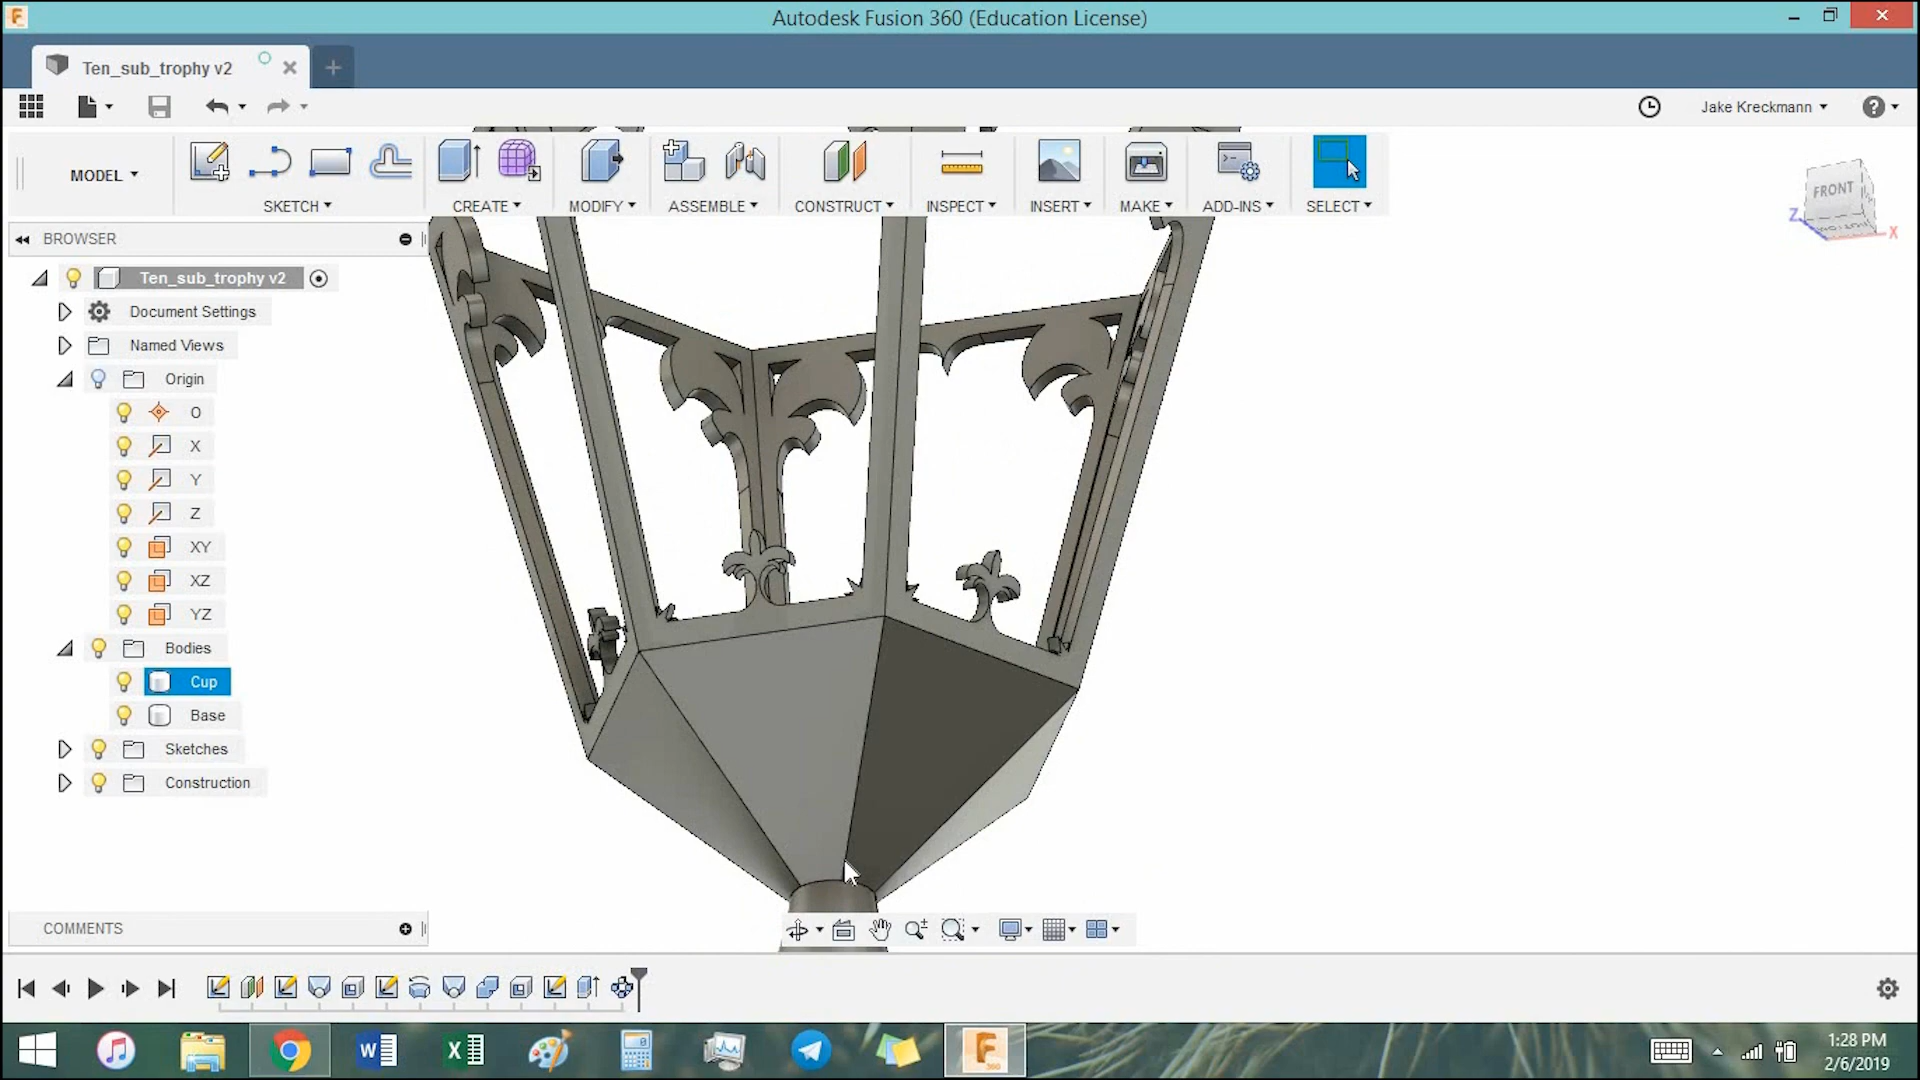 Autodesk Fusion 360 (Education License)
Ten_sub_trophy v2
Jake Kreckmann
MODEL
SKETCH
CREATE
MODIFY
ASSEMBLE
CONSTRUCT
INSPECT
INSERT
MAKE
ADD-INS
SELECT
FRONT
Z
X
BROWSER
Ten_sub_trophy v2
Document Settings
Named Views
Origin
O
X
Y
Z
XY
XZ
YZ
Bodies
Cup
Base
Sketches
Construction
COMMENTS
1:28 PM
2/6/2019